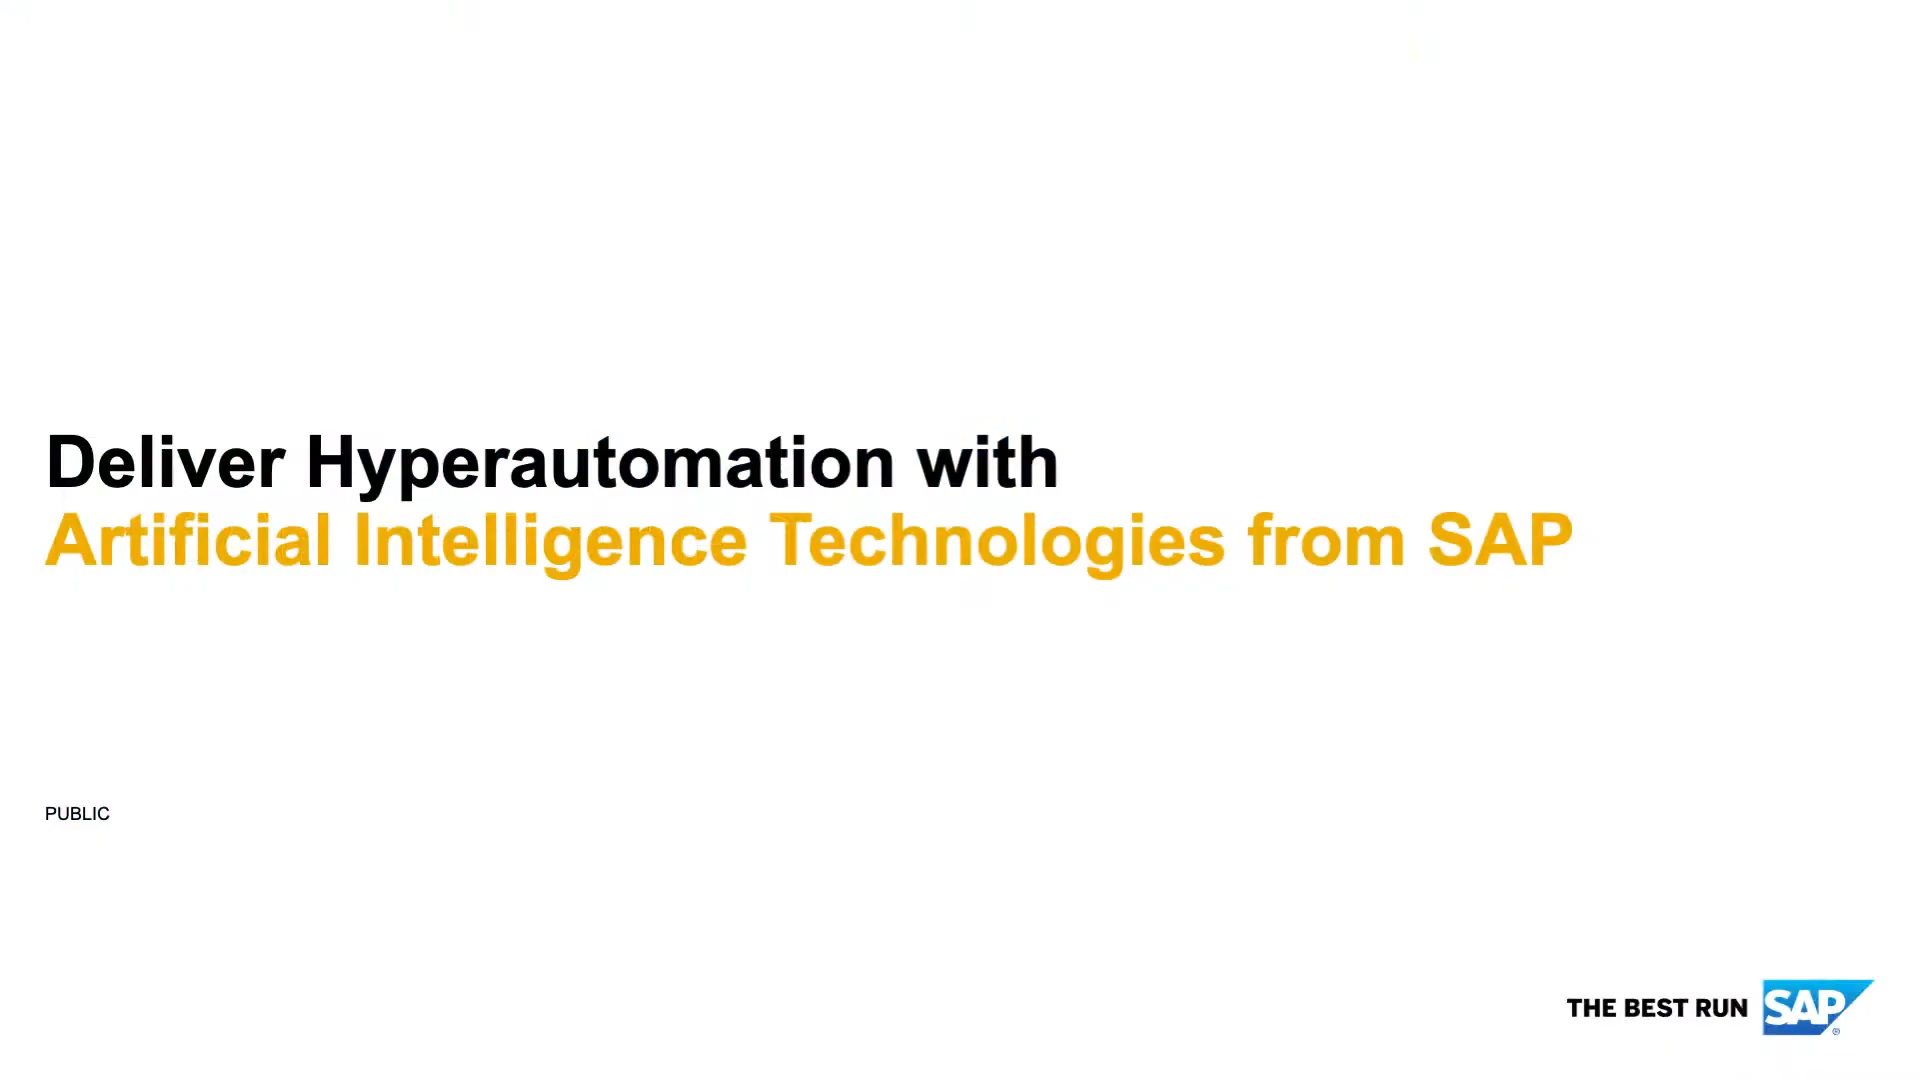 Deliver Hyperautomation with
Artificial Intelligence Technologies from SAP
PUBLIC
THE BEST RUN SAP®